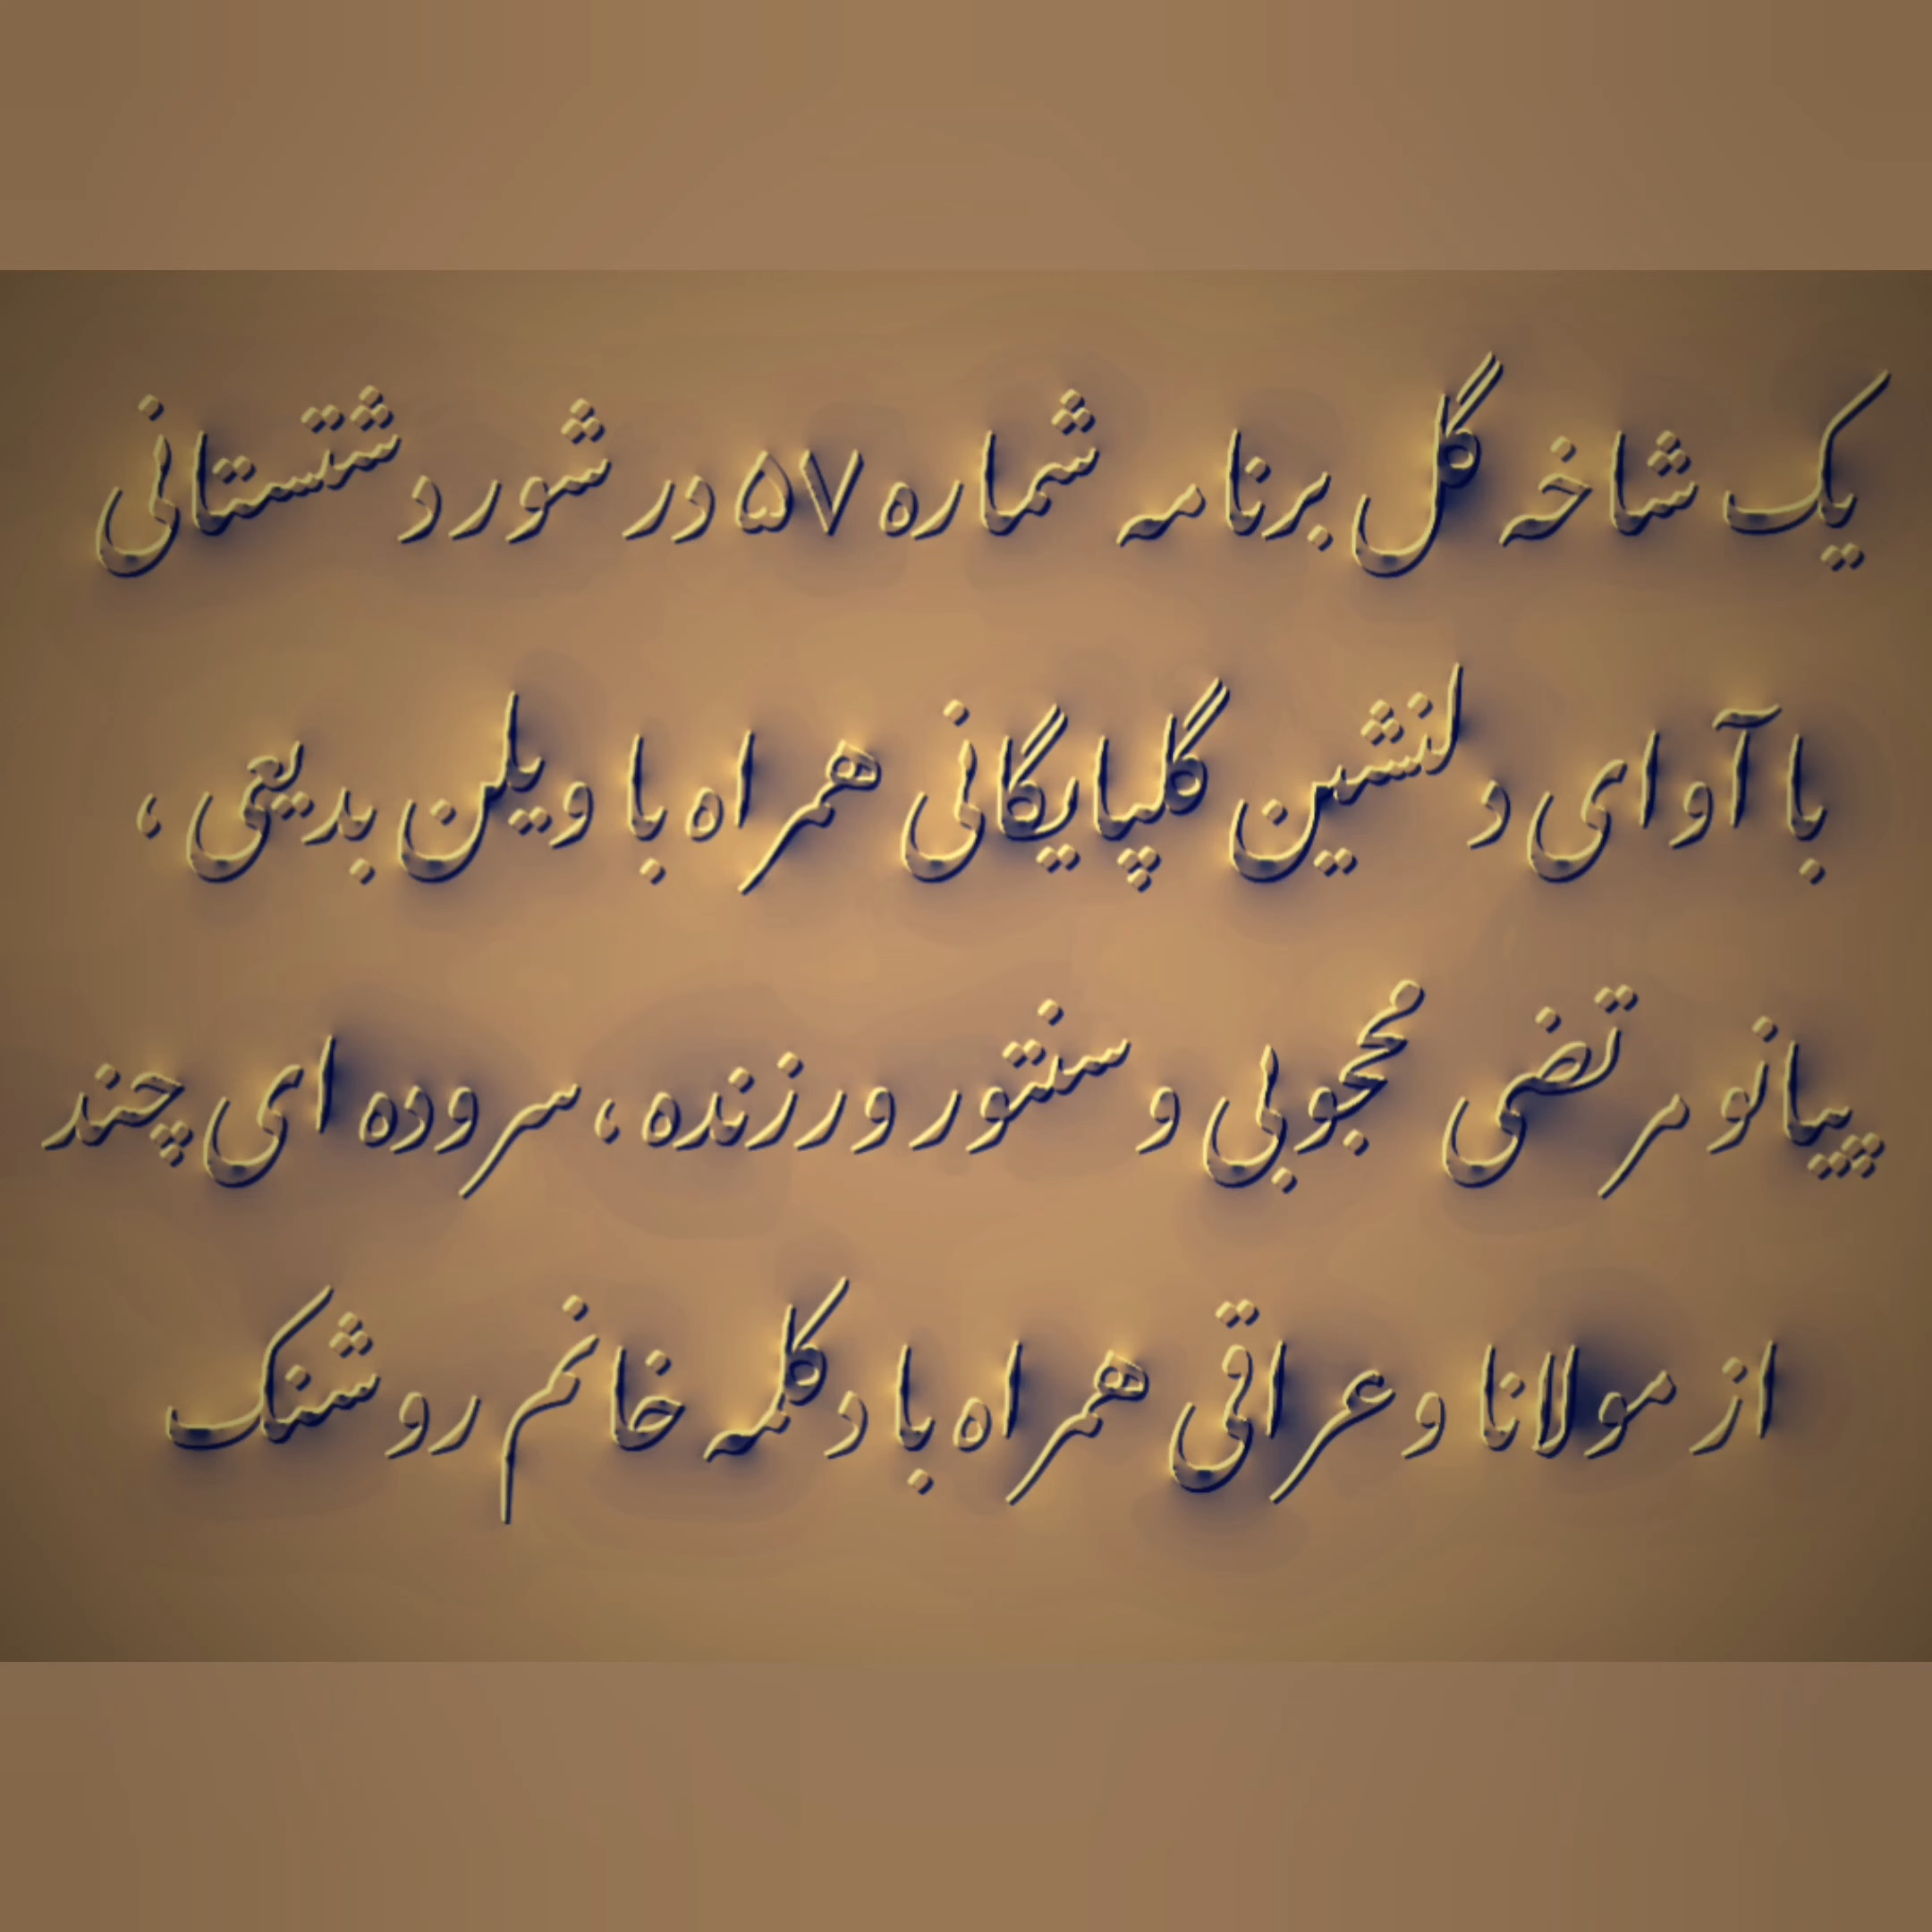 یک شاخه گل برنامه شماره ۵۷ در شور دشتستانی
با آوای دلنشین گلپایگانی همراه با ویلن بدیعی ،
پیانو مرتضی محجوبی و سنتور ورزنده ، سروده ای چند
از مولانا و عراقی همراه با دکلمه خانم روشنک